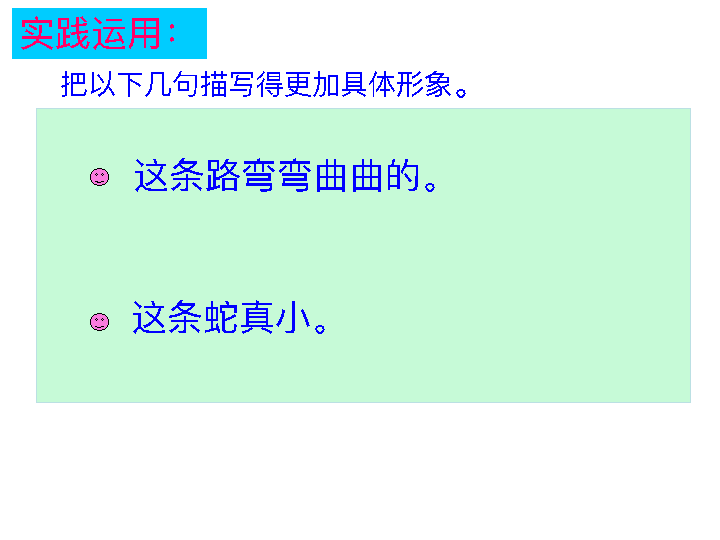 实践运用：
把以下几句描写得更加具体形象。
这条路弯弯曲曲的。
这条蛇真小。